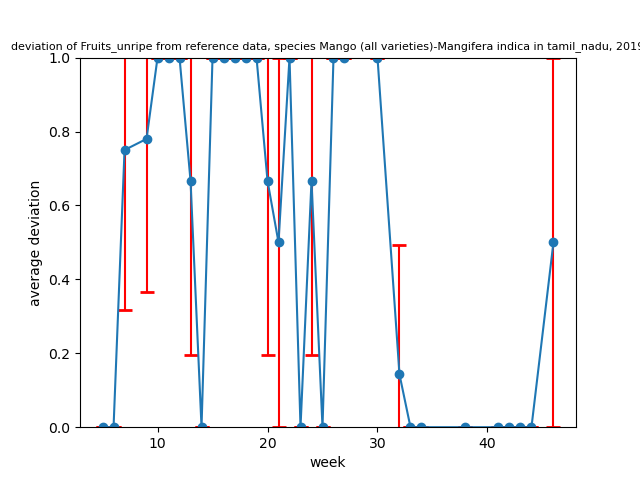 deviation of Fruits_unripe from reference data, species Mango (all varieties)-Mangifera indica in tamil_nadu, 2019
1.0
0.8
0.6
0.4
0.2
0.0
average deviation
10 20 30 40
week